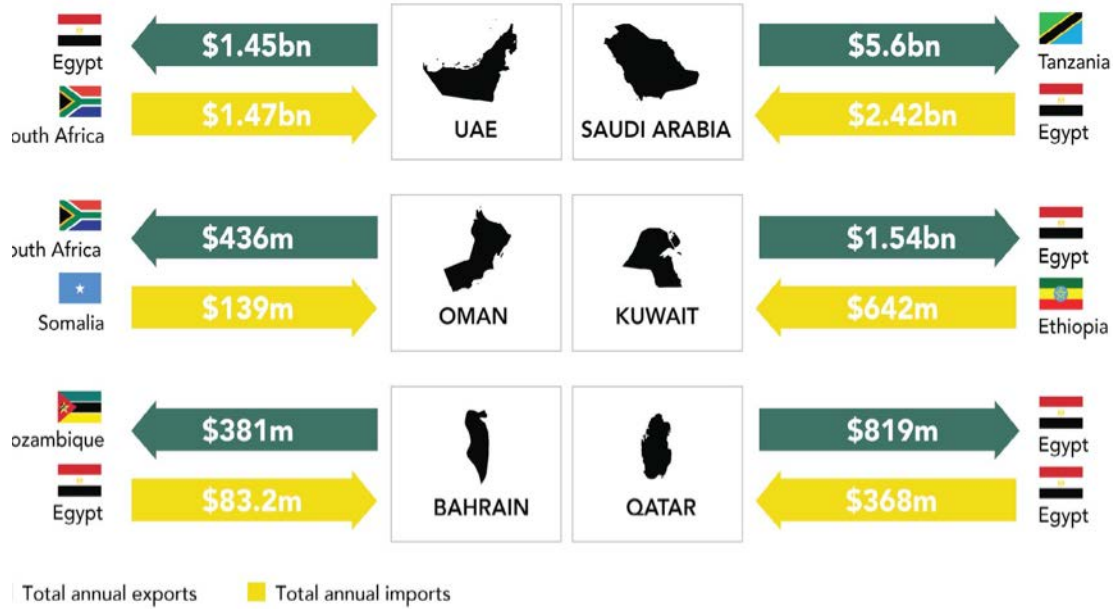 $1.45bn
Egypt
$1.47bn
outh Africa
UAE
SAUDI ARABIA
$5.6bn
Tanzania
$2.42bn
Egypt
$436m
outh Africa
$139m
Somalia
OMAN
KUWAIT
$1.54bn
Egypt
$642m
Ethiopia
$381m
ozambique
$83.2m
Egypt
BAHRAIN
QATAR
$819m
Egypt
$368m
Egypt
Total annual exports
Total annual imports